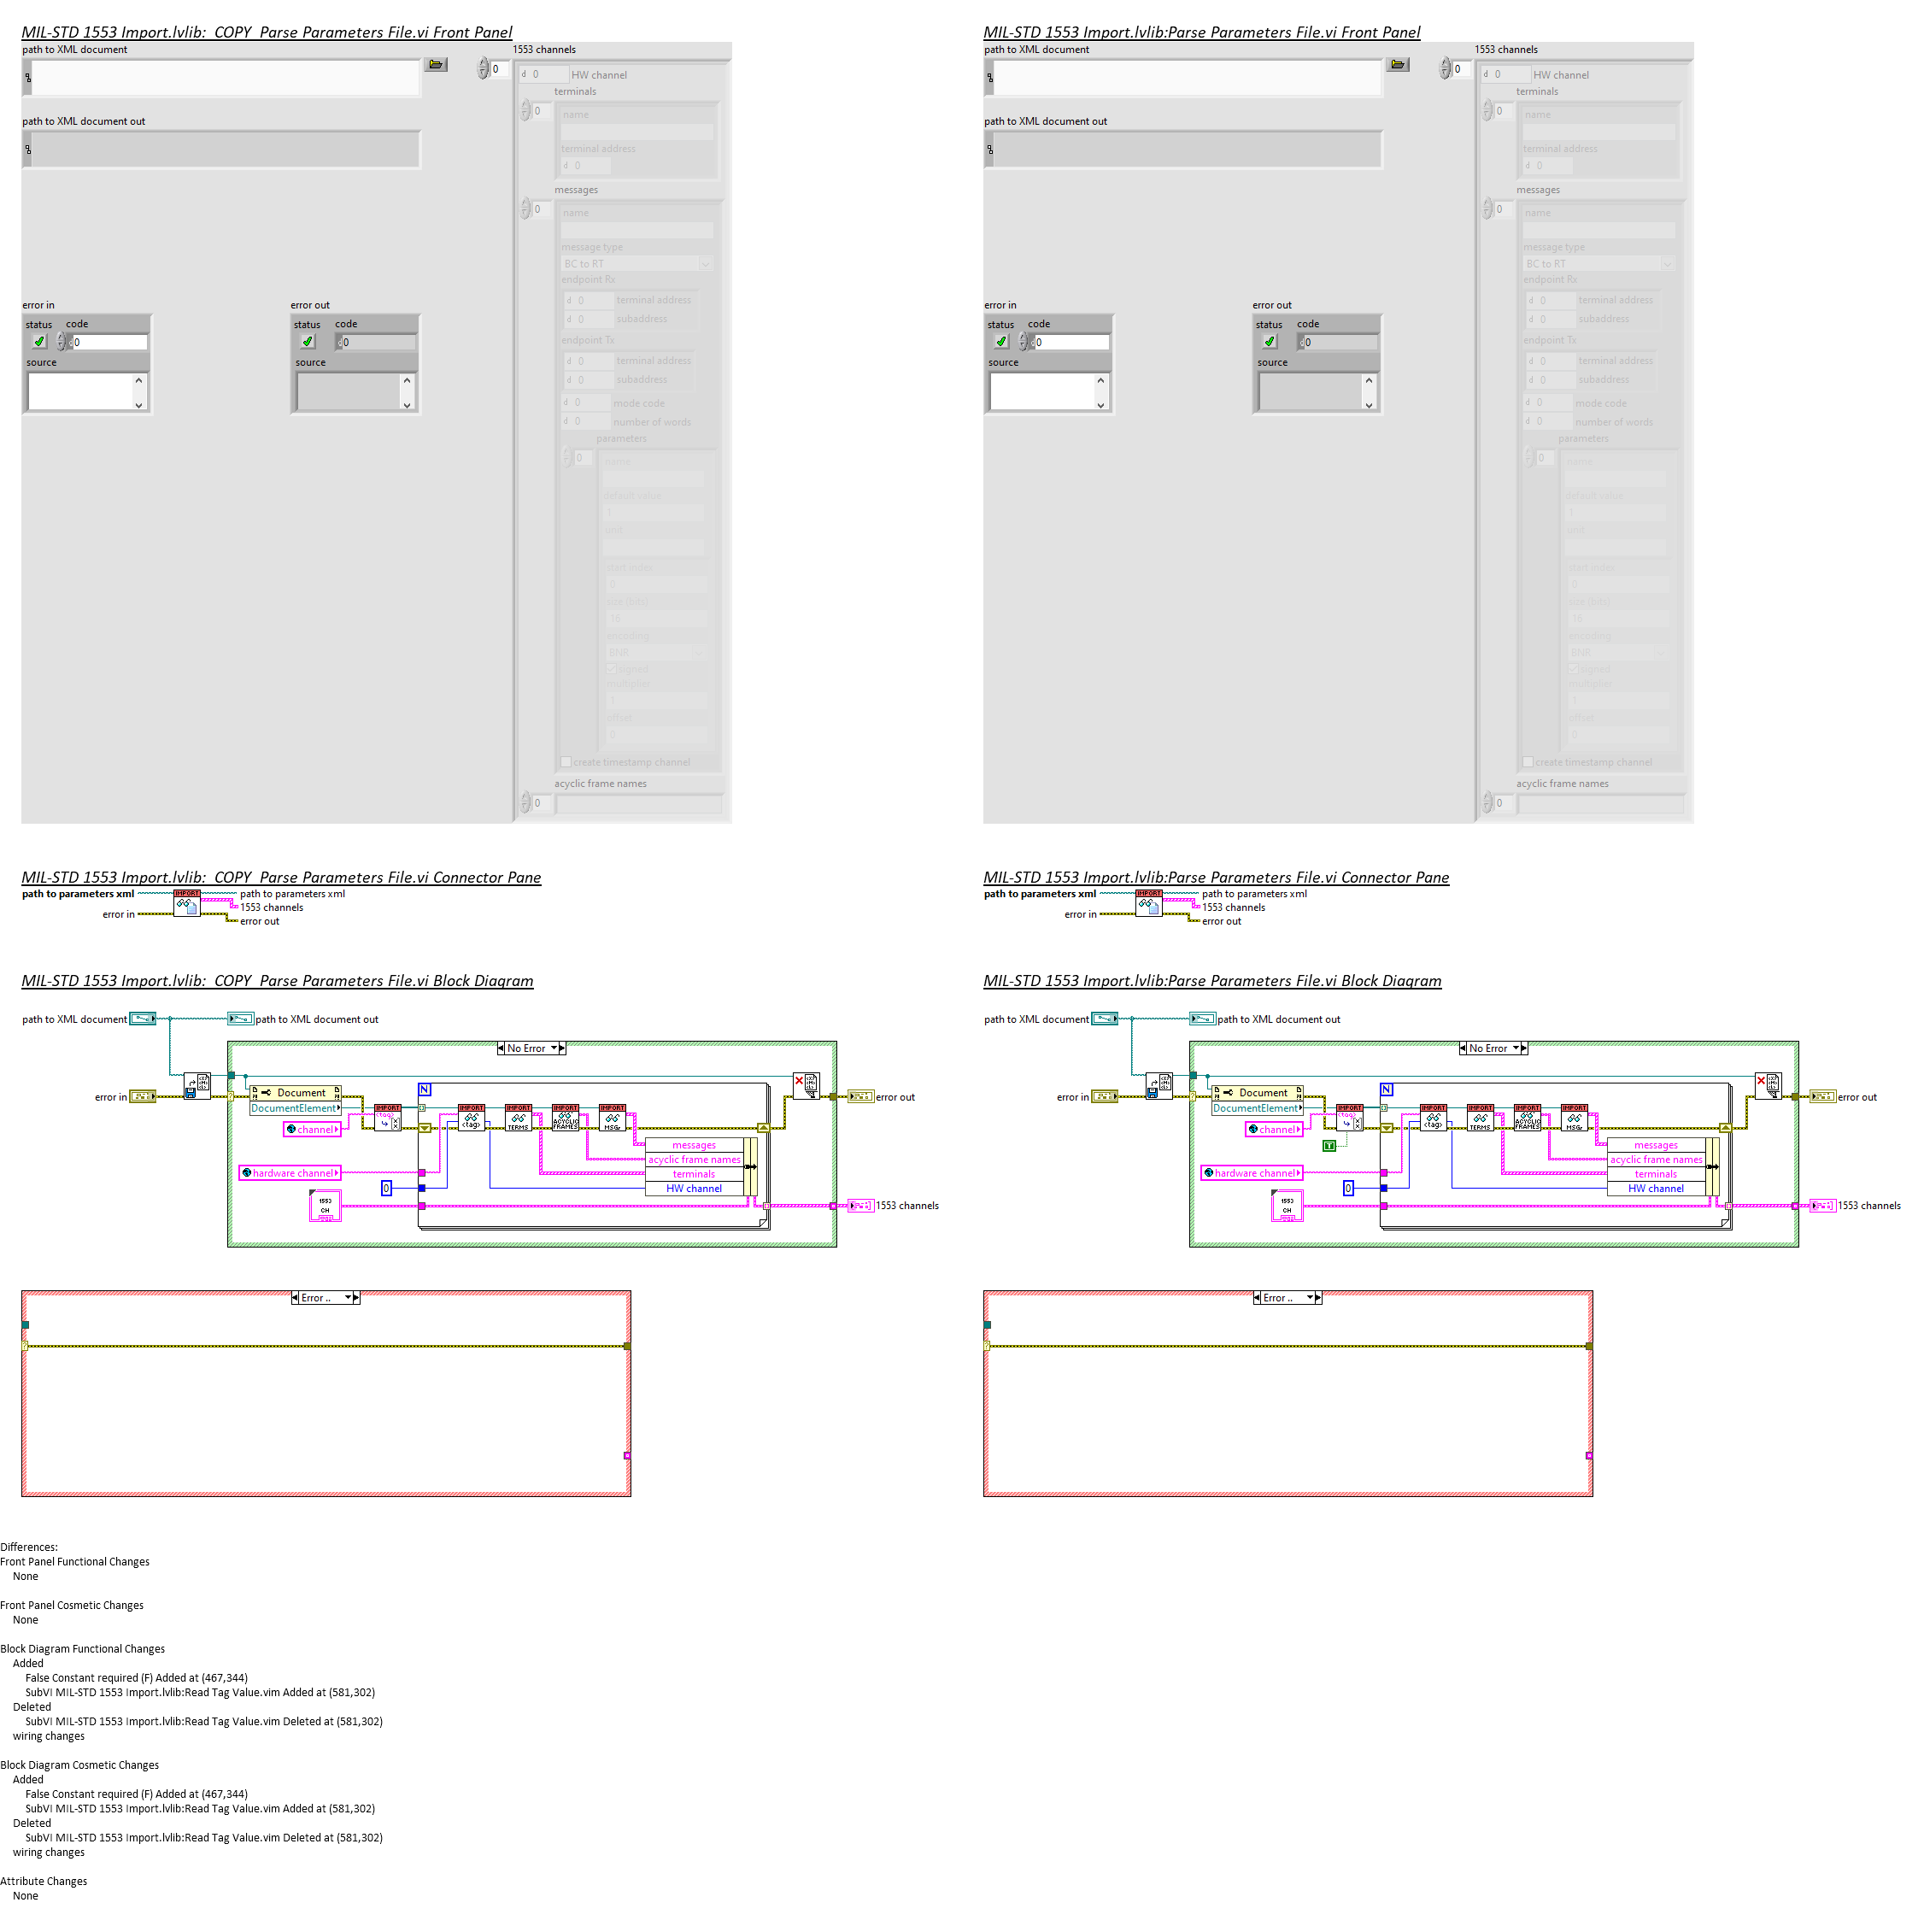 MIL-STD 1553 Import.lvlib:  COPY  Parse Parameters File.vi Front Panel
path to XML document
1553 channels
0
d 0
HW channel
terminals
0
name
path to XML document out
terminal address
d 0
messages
0
name
message type
BC to RT
endpoint Rx
error in
error out
d 0
terminal address
status
code
status
code
d 0
subaddress
0
0
endpoint Tx
source
source
d 0
terminal address
d 0
subaddress
d 0
mode code
d 0
number of words
parameters
0
name
default value
1
unit
start index
0
size (bits)
16
encoding
BNR
signed
multiplier
1
offset
0
create timestamp channel
acyclic frame names
0
MIL-STD 1553 Import.lvlib:Parse Parameters File.vi Front Panel
path to XML document
1553 channels
0
d 0
HW channel
terminals
0
name
path to XML document out
terminal address
d 0
messages
0
name
message type
BC to RT
endpoint Rx
error in
error out
d 0
terminal address
status
code
status
code
d 0
subaddress
0
0
endpoint Tx
source
source
d 0
terminal address
d 0
subaddress
d 0
mode code
d 0
number of words
parameters
0
name
default value
1
unit
start index
0
size (bits)
16
encoding
BNR
signed
multiplier
1
offset
0
create timestamp channel
acyclic frame names
0
MIL-STD 1553 Import.lvlib:  COPY  Parse Parameters File.vi Connector Pane
path to parameters xml
IMPORT
path to parameters xml
1553 channels
error in
error out
MIL-STD 1553 Import.lvlib:Parse Parameters File.vi Connector Pane
path to parameters xml
IMPORT
path to parameters xml
1553 channels
error in
error out
MIL-STD 1553 Import.lvlib:  COPY  Parse Parameters File.vi Block Diagram
path to XML document
path to XML document out
No Error
error in
Document
N
error out
DocumentElement
IMPORT
<tag>
IMPORT
<tag>
IMPORT
TERMS
IMPORT
ACYCLIC
FRAMES
IMPORT
MSGs
channel
messages
acyclic frame names
hardware channel
terminals
0
HW channel
1553
CH
1553 channels
Error ..
MIL-STD 1553 Import.lvlib:Parse Parameters File.vi Block Diagram
path to XML document
path to XML document out
No Error
error in
Document
N
error out
DocumentElement
IMPORT
<tag>
IMPORT
<tag>
IMPORT
TERMS
IMPORT
ACYCLIC
FRAMES
IMPORT
MSGs
channel
T
messages
acyclic frame names
hardware channel
terminals
0
HW channel
1553
CH
1553 channels
Error ..
Differences:
Front Panel Functional Changes
None
Front Panel Cosmetic Changes
None
Block Diagram Functional Changes
Added
False Constant required (F) Added at (467,344)
SubVI MIL-STD 1553 Import.lvlib:Read Tag Value.vim Added at (581,302)
Deleted
SubVI MIL-STD 1553 Import.lvlib:Read Tag Value.vim Deleted at (581,302)
wiring changes
Block Diagram Cosmetic Changes
Added
False Constant required (F) Added at (467,344)
SubVI MIL-STD 1553 Import.lvlib:Read Tag Value.vim Added at (581,302)
Deleted
SubVI MIL-STD 1553 Import.lvlib:Read Tag Value.vim Deleted at (581,302)
wiring changes
Attribute Changes
None